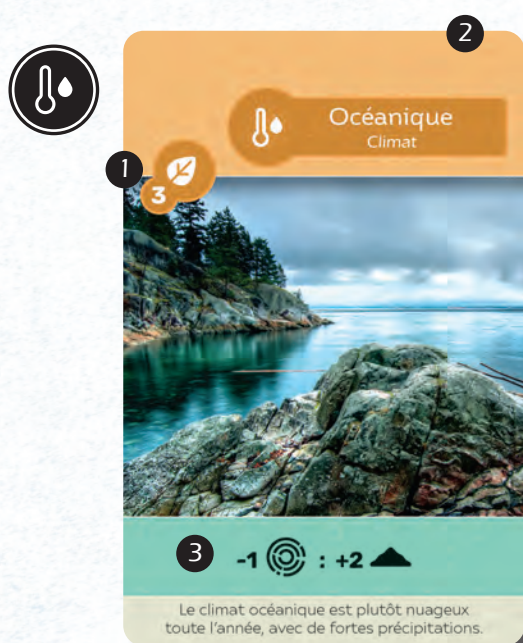 2
Océanique
Climat
1
3
3
-1 : +2
Le climat océanique est plutôt nuageux
toute l'année, avec de fortes précipitations.